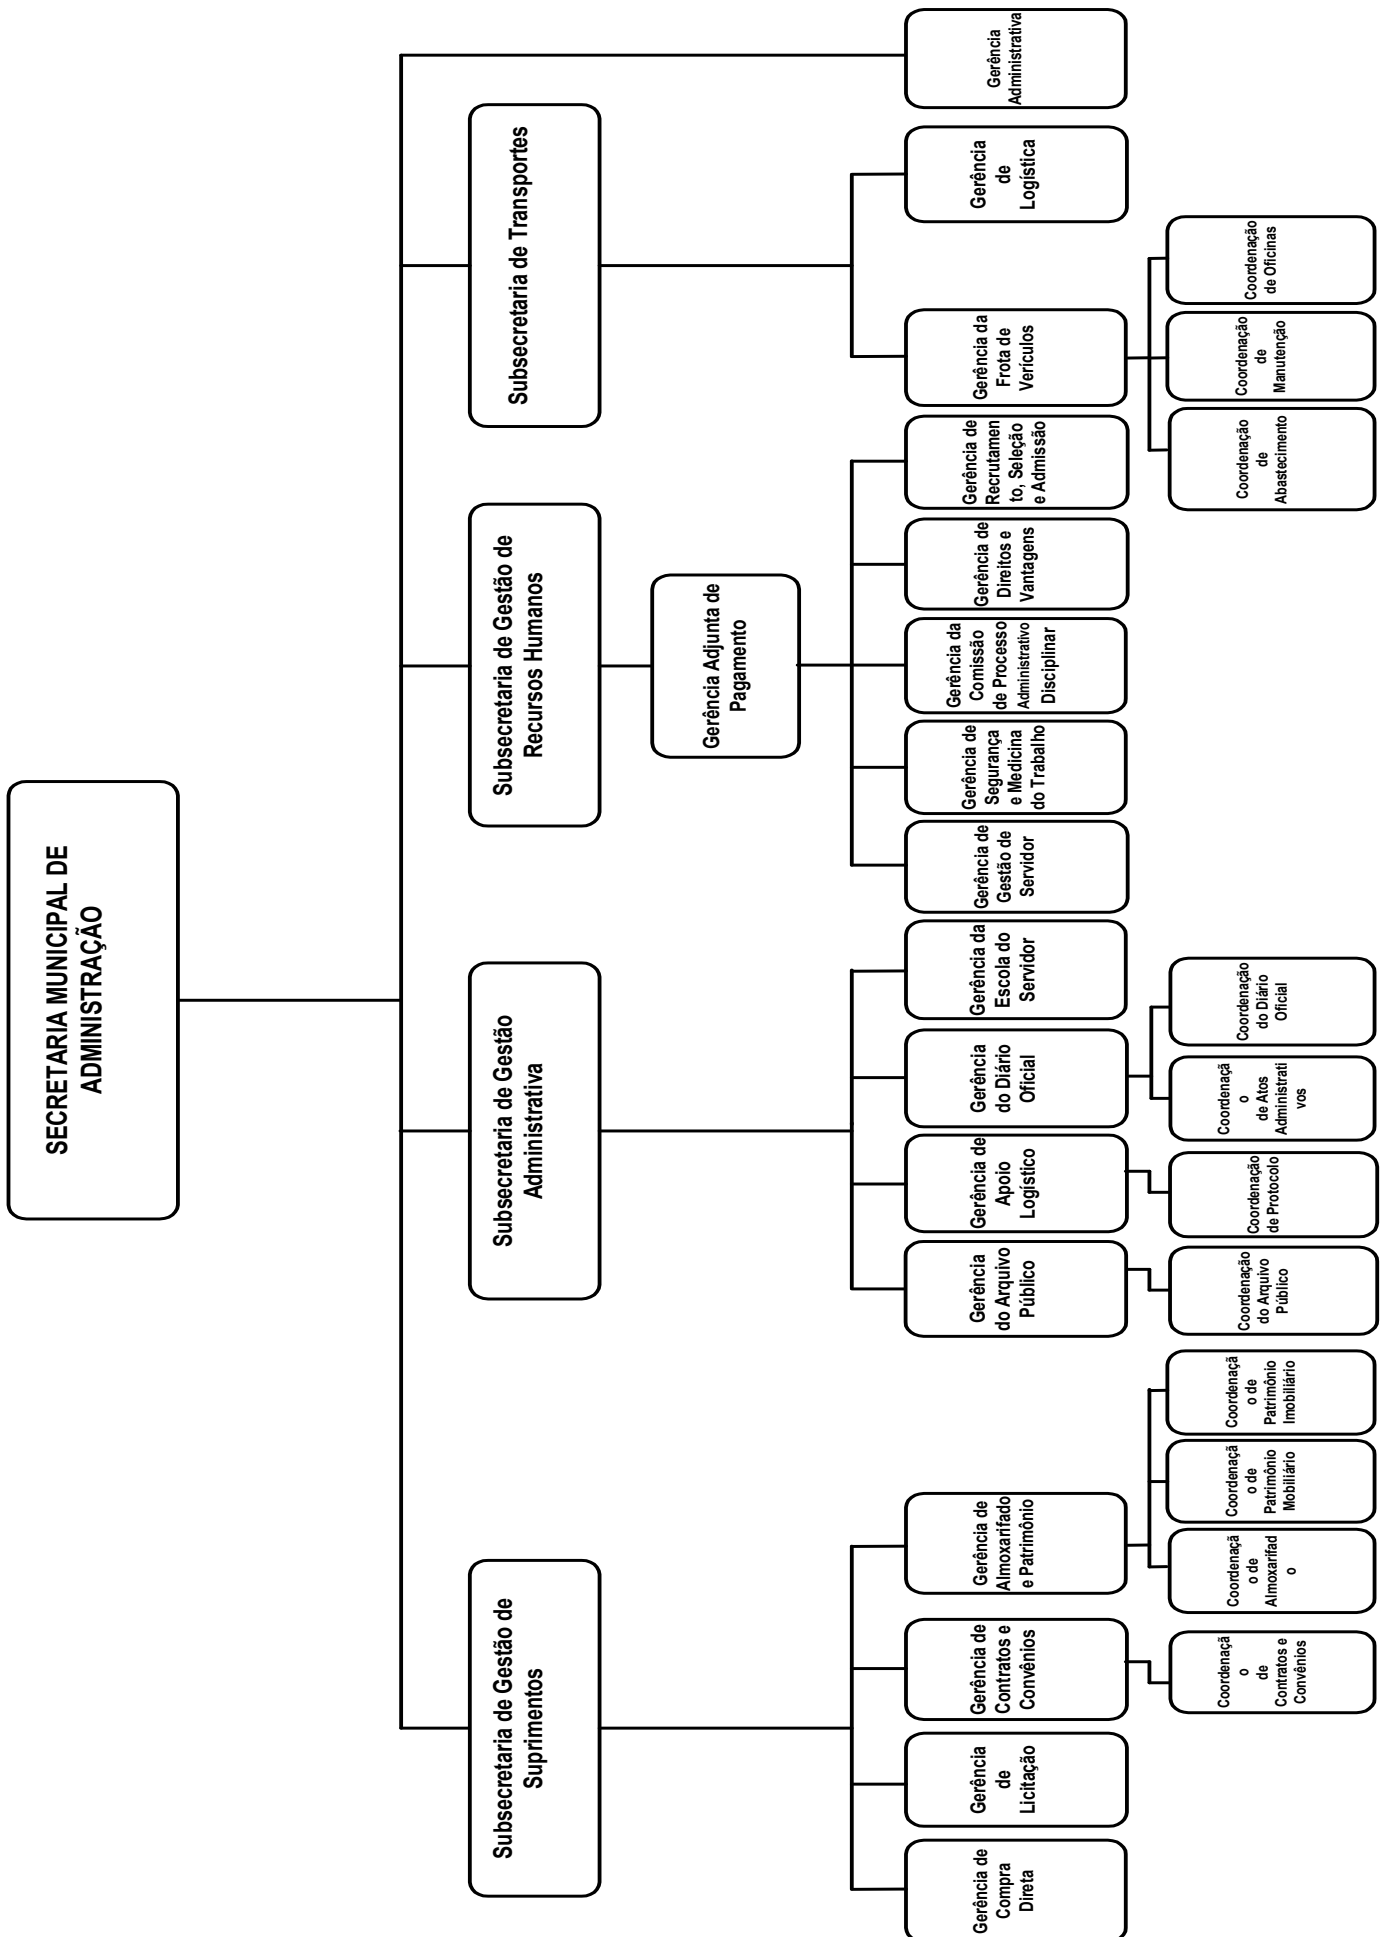 SECRETARIA MUNICIPAL DE
ADMINISTRAÇÃO
Subsecretaria de Gestão de
Suprimentos
Subsecretaria de Gestão
Administrativa
Subsecretaria de Gestão de
Recursos Humanos
Subsecretaria de Transportes
Gerência Adjunta de
Pagamento
Gerência de
Compra
Direta
Gerência
de
Licitação
Gerência de
Contratos e
Convênios
Gerência de
Almoxarifado
e Patrimônio
Gerência
do Arquivo
Público
Gerência de
Apoio
Logístico
Gerência
do Diário
Oficial
Gerência da
Escola do
Servidor
Gerência de
Gestão de
Servidor
Gerência de
Segurança
e Medicina
do Trabalho
Gerência da
Comissão
de Processo
Administrativo
Disciplinar
Gerência de
Direitos e
Vantagens
Gerência de
Recrutamen
to, Seleção
e Admissão
Gerência da
Frota de
Verículos
Gerência
de
Logística
Gerência
Administrativa
Coordenaçã
o
de
Contratos e
Convênios
Coordenaçã
o de
Almoxarifad
o
Coordenaçã
o de
Patrimônio
Mobiliário
Coordenaçã
o de
Patrimônio
Imobiliário
Coordenação
do Arquivo
Público
Coordenação
de Protocolo
Coordenaçã
o
de Atos
Administrati
vos
Coordenação
do Diário
Oficial
Coordenação
de
Abastecimento
Coordenação
de
Manutenção
Coordenação
de Oficinas